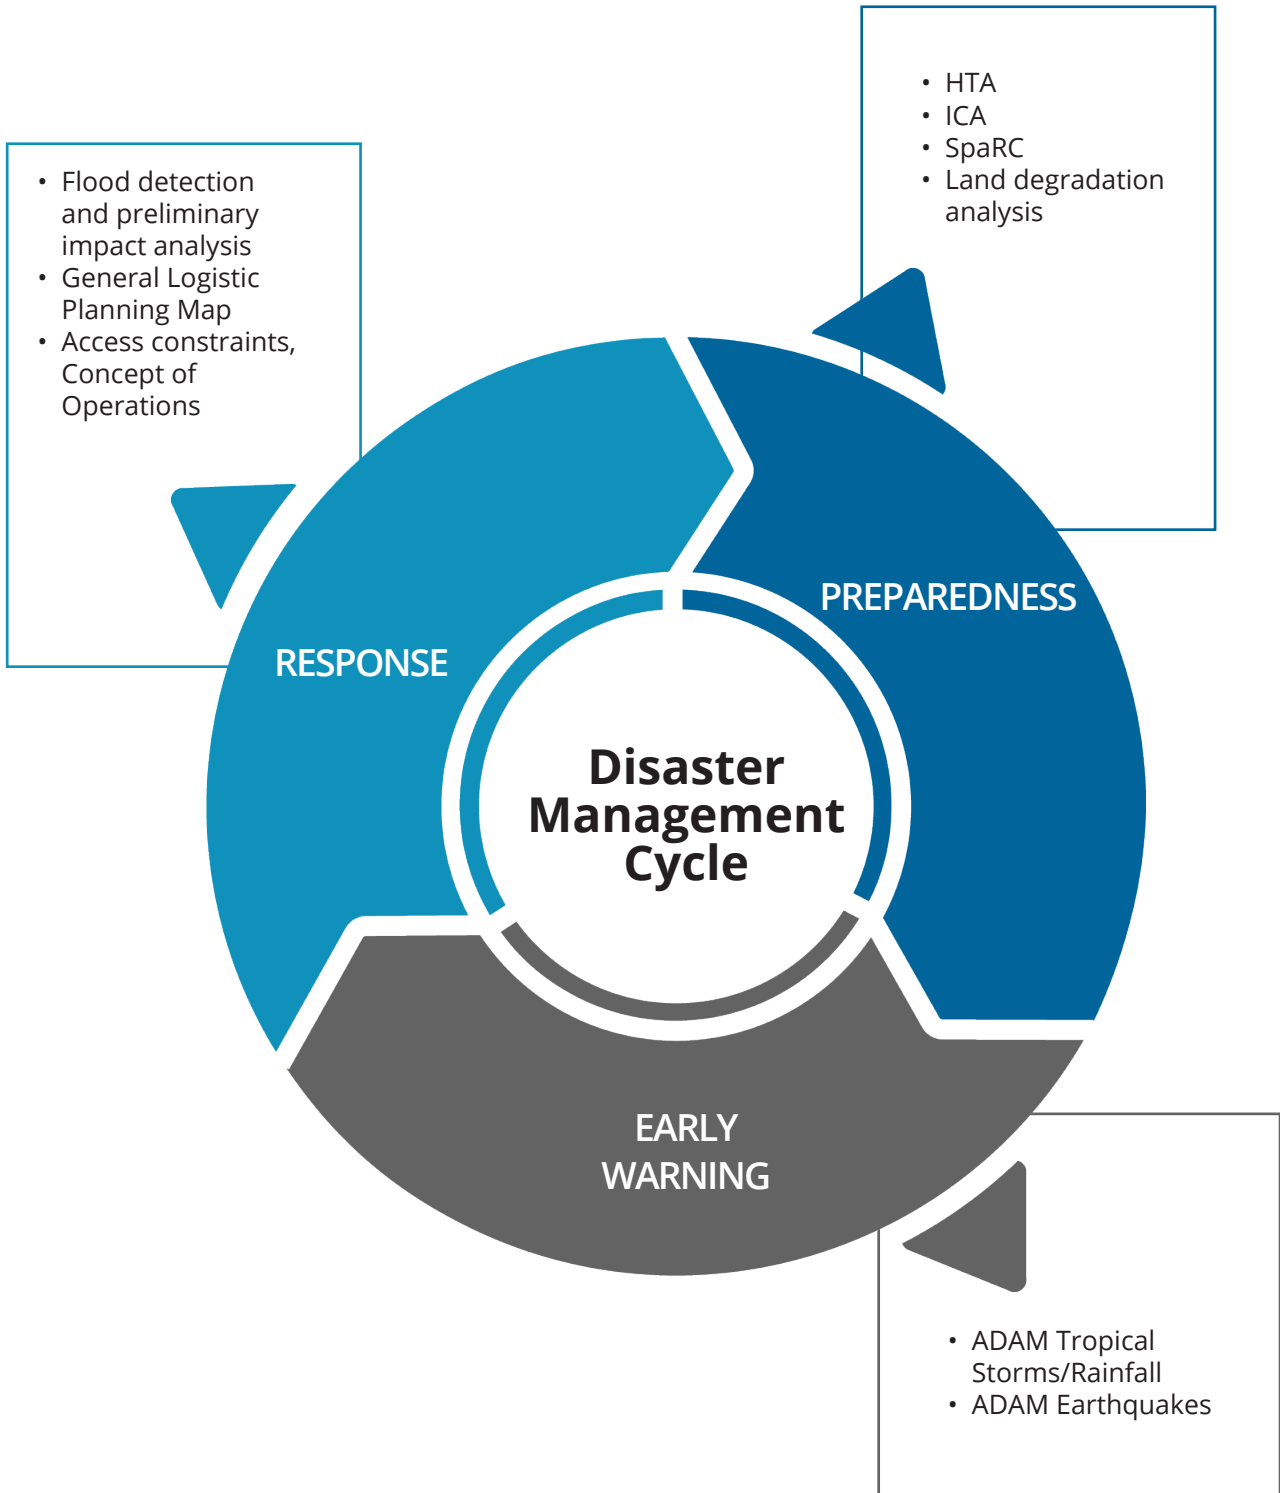 • HTA
• ICA
• SpaRC
• Land degradation
analysis
• Flood detection
and preliminary
impact analysis
• General Logistic
Planning Map
• Access constraints,
Concept of
Operations
PREPAREDNESS
RESPONSE
Disaster
Management
Cycle
EARLY
WARNING
• ADAM Tropical
Storms/Rainfall
• ADAM Earthquakes